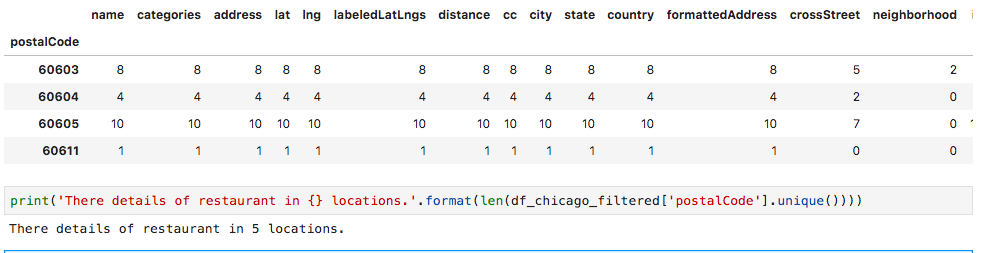 name categories address lat lng labeledLatLngs distance cc city state country formattedAddress crossStreet neighborhood i
postalCode
60603 8 8 8 8 8 8 8 8 8 8 8 8 5 2
60604 4 4 4 4 4 4 4 4 4 4 4 4 2 0
60605 10 10 10 10 10 10 10 10 10 10 10 10 7 0 1
60611 1 1 1 1 1 1 1 1 1 1 1 1 0 0
print('There details of restaurant in {} locations.'.format(len(df_chicago_filtered['postalCode'].unique())))
There details of restaurant in 5 locations.